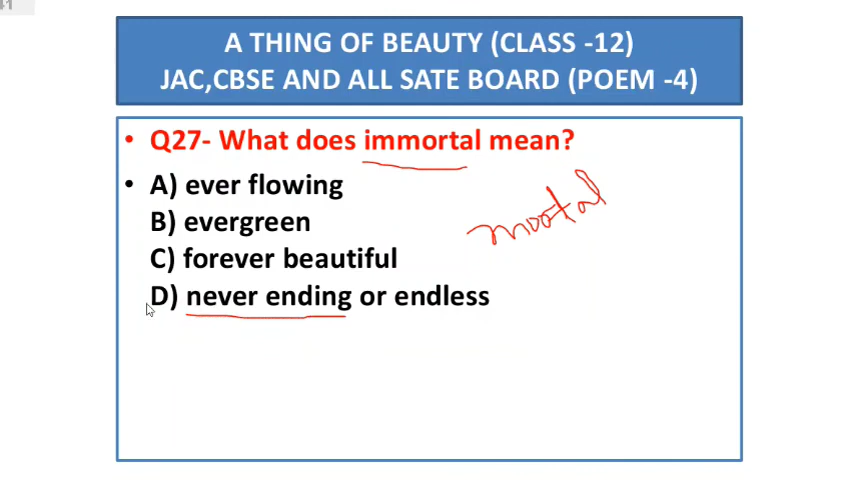 A THING OF BEAUTY (CLASS -12)
JAC,CBSE AND ALL SATE BOARD (POEM -4)
• Q27- What does immortal mean?
• A) ever flowing
B) evergreen
C) forever beautiful
D) never ending or endless
mortal